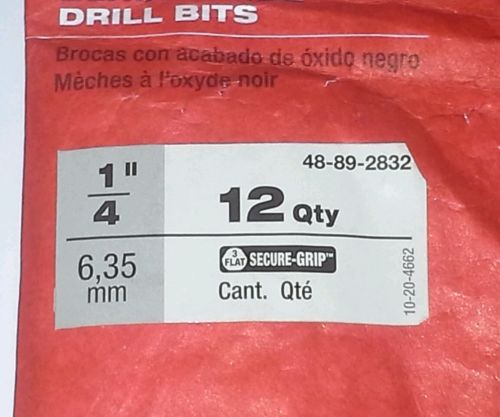 DRILL BITS
Brocas con acabado de óxido negro
Mèches à l'oxyde noir
48-89-2832
1"
4
12 Qty
6,35
mm
3
FLAT
SECURE-GRIP™
Cant. Qté
10-20-4662